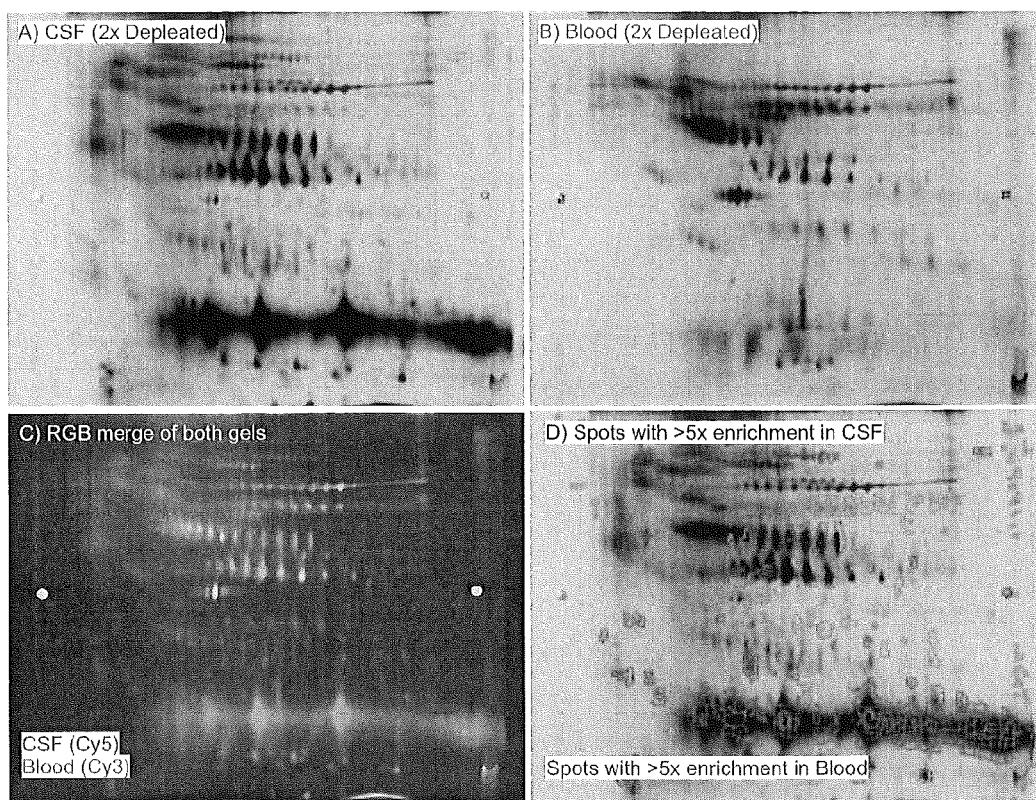 A) CSF (2x Depleated)
B) Blood (2x Depleated)
C) RGB merge of both gels
CSF (Cy5)
Blood (Cy3)
D) Spots with >5x enrichment in CSF
Spots with >5x enrichment in Blood